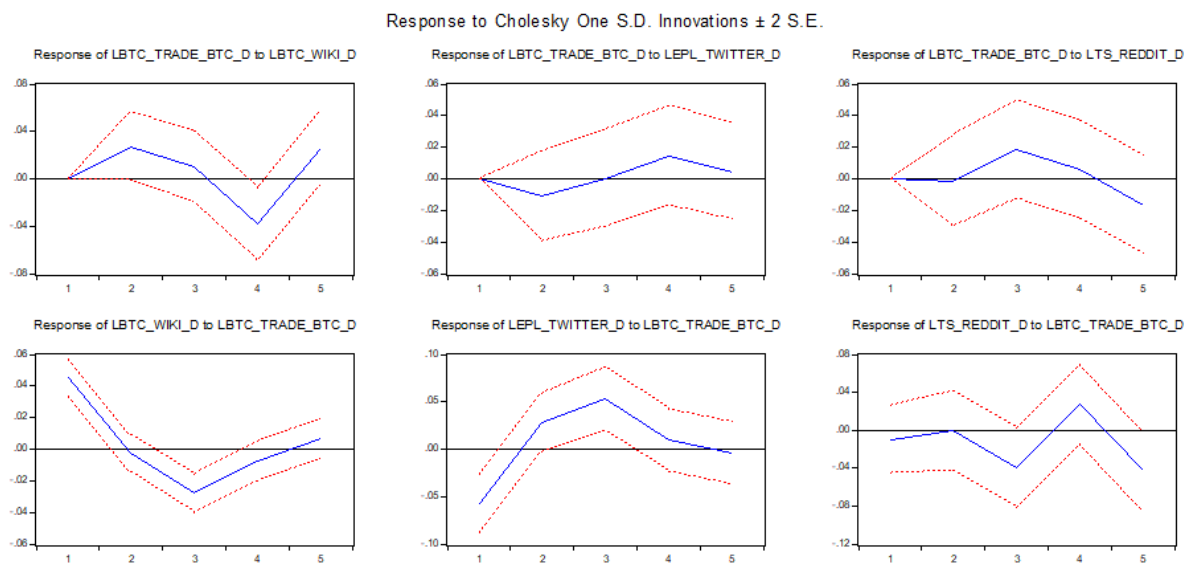 Response to Cholesky One S.D. Innovations ± 2 S.E.
Response of LBTC_TRADE_BTC_D to LBTC_WIKI_D
.08
.04
.00
-.04
-.08
1 2 3 4 5
Response of LBTC_TRADE_BTC_D to LEPL_TWITTER_D
.06
.04
.02
.00
-.02
-.04
-.06
1 2 3 4 5
Response of LBTC_TRADE_BTC_D to LTS_REDDIT_D
.06
.04
.02
.00
-.02
-.04
-.06
1 2 3 4 5
Response of LBTC_WIKI_D to LBTC_TRADE_BTC_D
.06
.04
.02
.00
-.02
-.04
-.06
1 2 3 4 5
Response of LEPL_TWITTER_D to LBTC_TRADE_BTC_D
.10
.05
.00
-.05
-.10
1 2 3 4 5
Response of LTS_REDDIT_D to LBTC_TRADE_BTC_D
.08
.04
.00
-.04
-.08
-.12
1 2 3 4 5